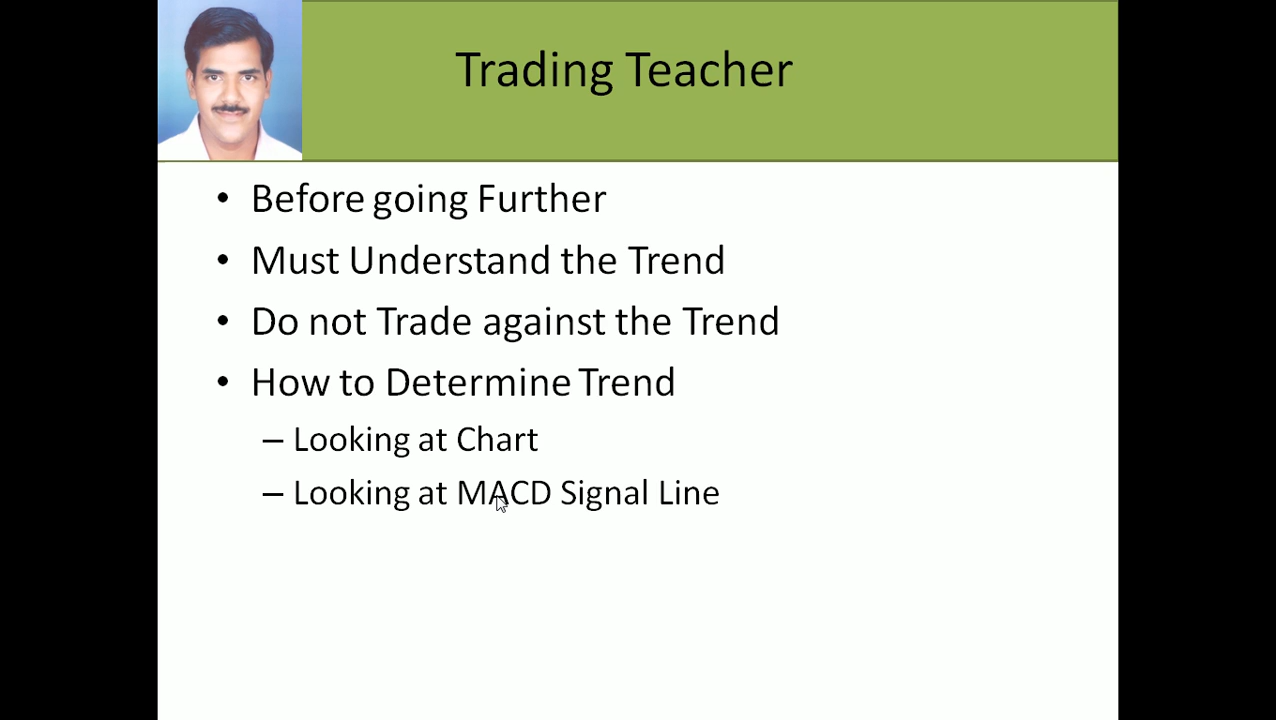 Trading Teacher
• Before going Further
• Must Understand the Trend
• Do not Trade against the Trend
• How to Determine Trend
– Looking at Chart
– Looking at MACD Signal Line